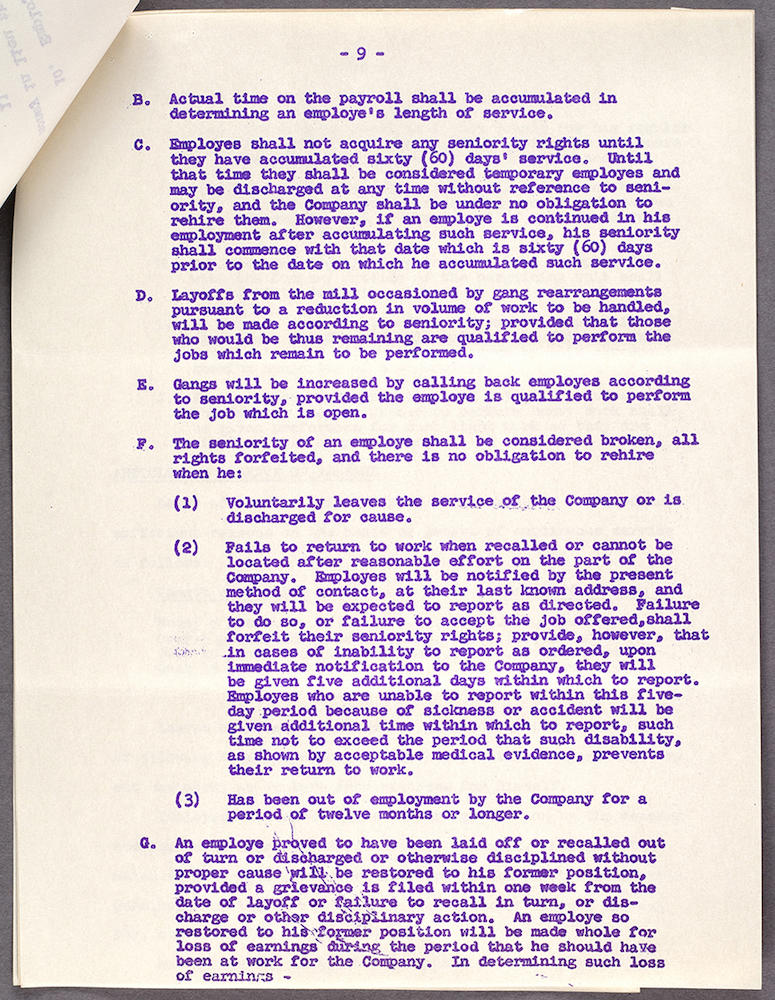 - 9 -
B. Actual time on the payroll shall be accumulated in
determining an employe's length of service.
C. Employes shall not acquire any seniority rights until
they have accumulated sixty (60) days' service. Until
that time they shall be considered temporary employes and
may be discharged at any time without reference to seni-
ority, and the Company shall be under no obligation to
rehire them. However, if an employe is continued in his
employment after accumulating such service, his seniority
shall commence with that date which is sixty (60) days
prior to the date on which he accumulated such service.
D. Layoffs from the mill occasioned by gang rearrangements
pursuant to a reduction in volume of work to be handled,
will be made according to seniority; provided that those
who would be thus remaining are qualified to perform the
jobs which remain to be performed.
E. Gangs will be increased by calling back employes according
to seniority, provided the employe is qualified to perform
the job which is open.
F. The seniority of an employe shall be considered broken, all
rights forfeited, and there is no obligation to rehire
when he:
(1) Voluntarily leaves the service of the Company or is
discharged for cause.
(2) Fails to return to work when recalled or cannot be
located after reasonable effort on the part of the
Company. Employes will be notified by the present
method of contact, at their last known address, and
they will be expected to report as directed. Failure
to do so, or failure to accept the job offered,shall
forfeit their seniority rights; provide, however, that
in cases of inability to report as ordered, upon
immediate notification to the Company, they will
be given five additional days within which to report.
Employes who are unable to report within this five-
day period because of sickness or accident will be
given additional time within which to report, such
time not to exceed the period that such disability,
as shown by acceptable medical evidence, prevents
their return to work.
(3) Has been out of employment by the Company for a
period of twelve months or longer.
G. An employe proved to have been laid off or recalled out
of turn or discharged or otherwise disciplined without
proper cause will be restored to his former position,
provided a grievance is filed within one week from the
date of layoff or failure to recall in turn, or dis-
charge or other disciplinary action. An employe so
restored to his former position will be made whole for
loss of earnings during the period that he should have
been at work for the Company. In determining such loss
of earnings -